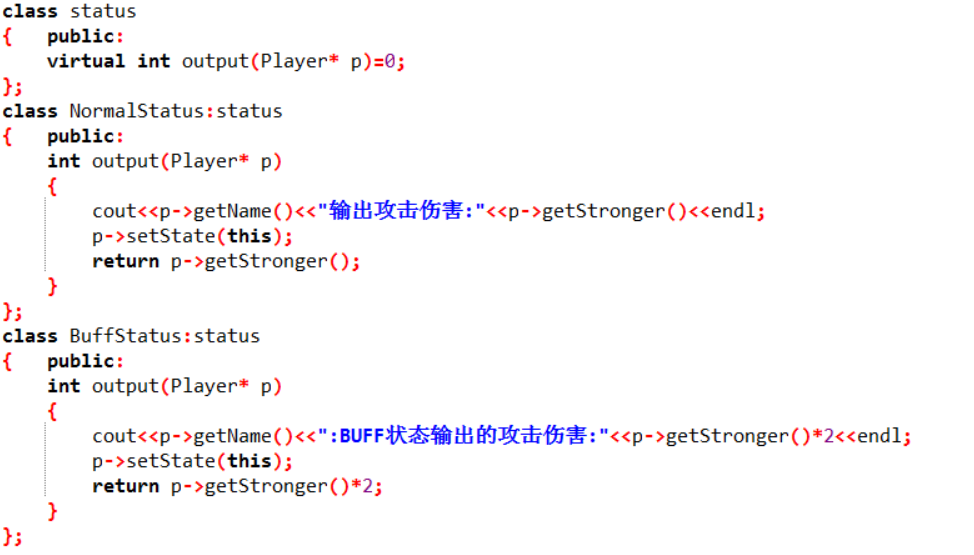 class status
{   public:
    virtual int output(Player* p)=0;
};
class NormalStatus:status
{   public:
    int output(Player* p)
    {
        cout<<p->getName()<<"输出攻击伤害:"<<p->getStronger()<<endl;
        p->setState(this);
        return p->getStronger();
    }
};
class BuffStatus:status
{   public:
    int output(Player* p)
    {
        cout<<p->getName()<<":BUFF状态输出的攻击伤害:"<<p->getStronger()*2<<endl;
        p->setState(this);
        return p->getStronger()*2;
    }
};